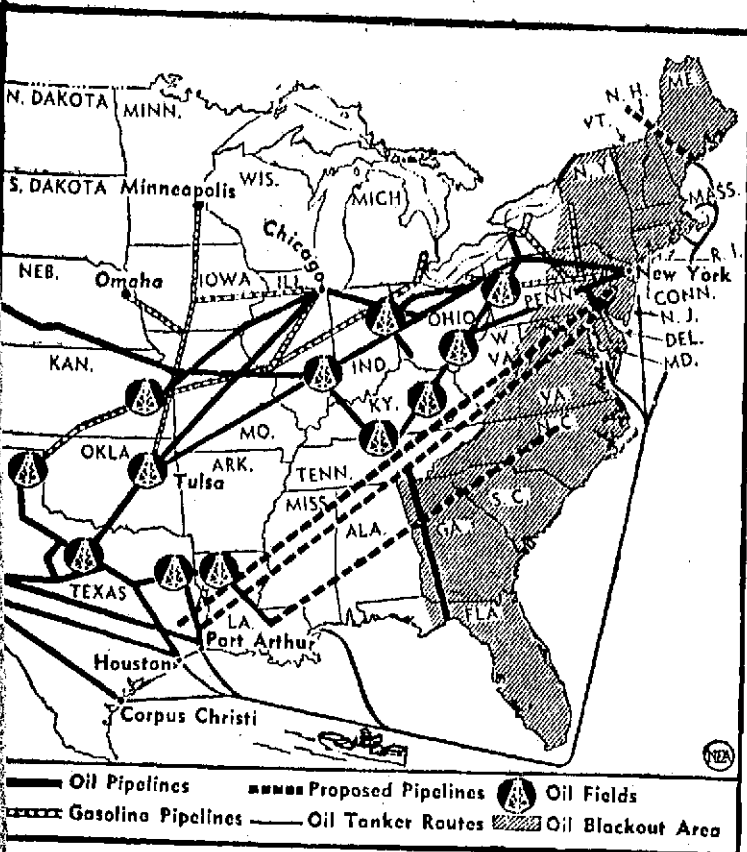 ME.
N. H.
N. DAKOTA
MINN.
VT.
N.Y.
WIS.
S. DAKOTA
Minneapolis
MICH
MASS.
Chicago
R. I.
NEB.
Omaha
IOWA
ILL.
New York
PENN
CONN.
OHIO
N. J.
KAN.
IND.
W. VA.
DEL.
MD.
VA.
KY.
MO.
N.C.
OKLA
ARK.
TENN.
Tulsa
MISS.
S. C.
ALA.
GA.
TEXAS
LA.
FLA.
Port Arthur
Houston
Corpus Christi
NEA
Oil Pipelines
Proposed Pipelines
Oil Fields
Gasoline Pipelines
Oil Tanker Routes
Oil Blackout Area